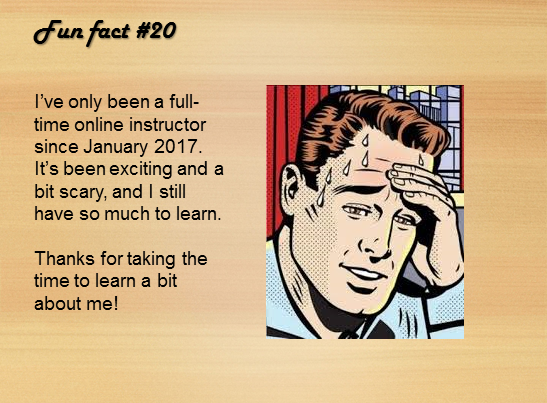 Fun fact #20
I've only been a full-
time online instructor
since January 2017.
It's been exciting and a
bit scary, and I still
have so much to learn.
Thanks for taking the
time to learn a bit
about me!